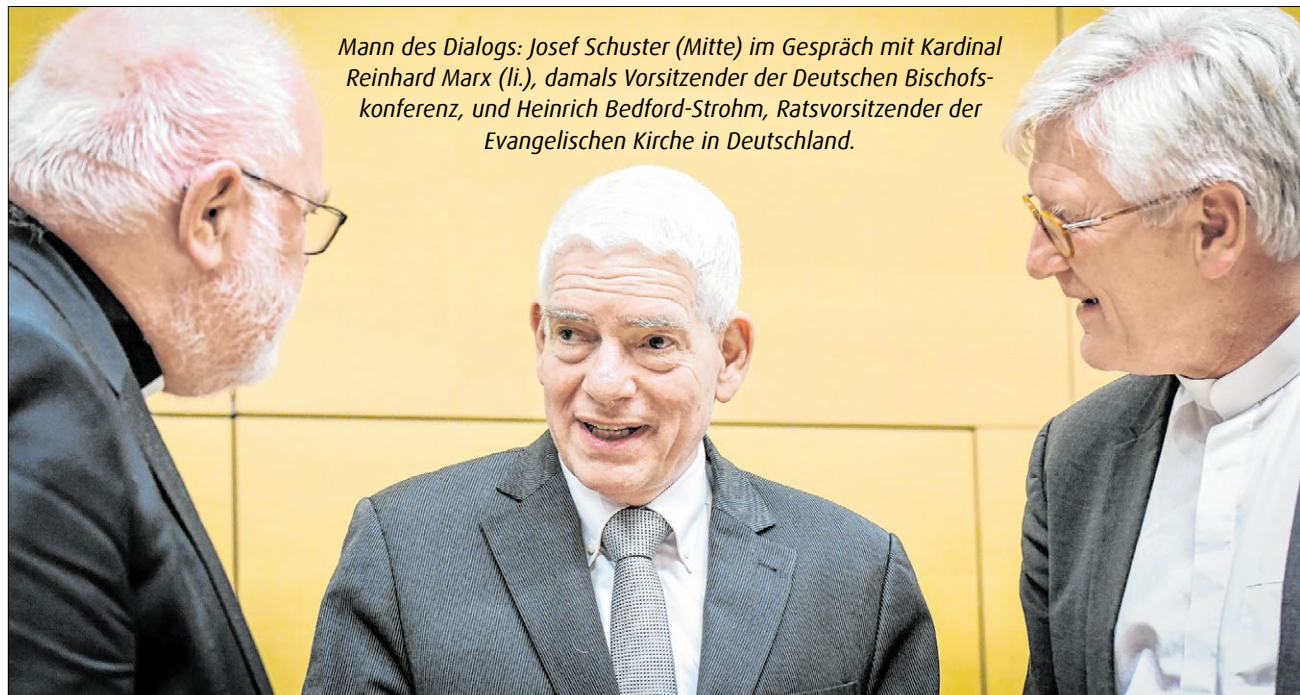 Mann des Dialogs: Josef Schuster (Mitte) im Gespräch mit Kardinal
Reinhard Marx (li.), damals Vorsitzender der Deutschen Bischofs-
konferenz, und Heinrich Bedford-Strohm, Ratsvorsitzender der
Evangelischen Kirche in Deutschland.